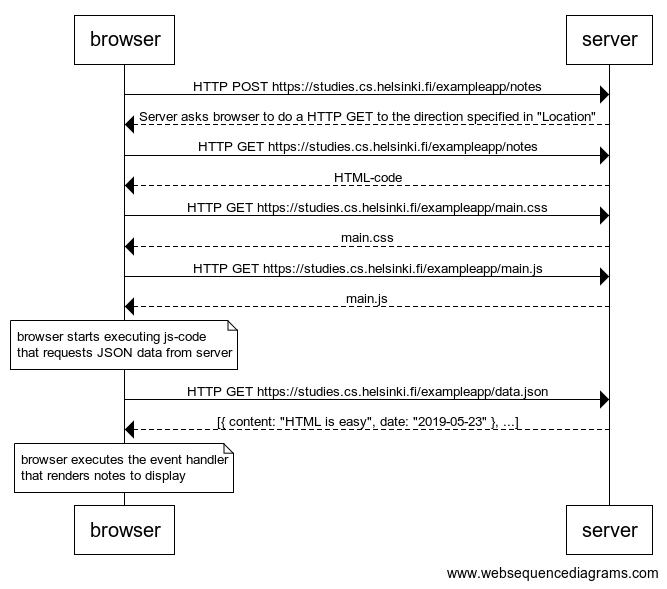 browser
server
HTTP POST https://studies.cs.helsinki.fi/exampleapp/notes
Server asks browser to do a HTTP GET to the direction specified in "Location"
HTTP GET https://studies.cs.helsinki.fi/exampleapp/notes
HTML-code
HTTP GET https://studies.cs.helsinki.fi/exampleapp/main.css
main.css
HTTP GET https://studies.cs.helsinki.fi/exampleapp/main.js
main.js
browser starts executing js-code
that requests JSON data from server
HTTP GET https://studies.cs.helsinki.fi/exampleapp/data.json
[{ content: "HTML is easy", date: "2019-05-23" }, ...]
browser executes the event handler
that renders notes to display
browser
server
www.websequencediagrams.com